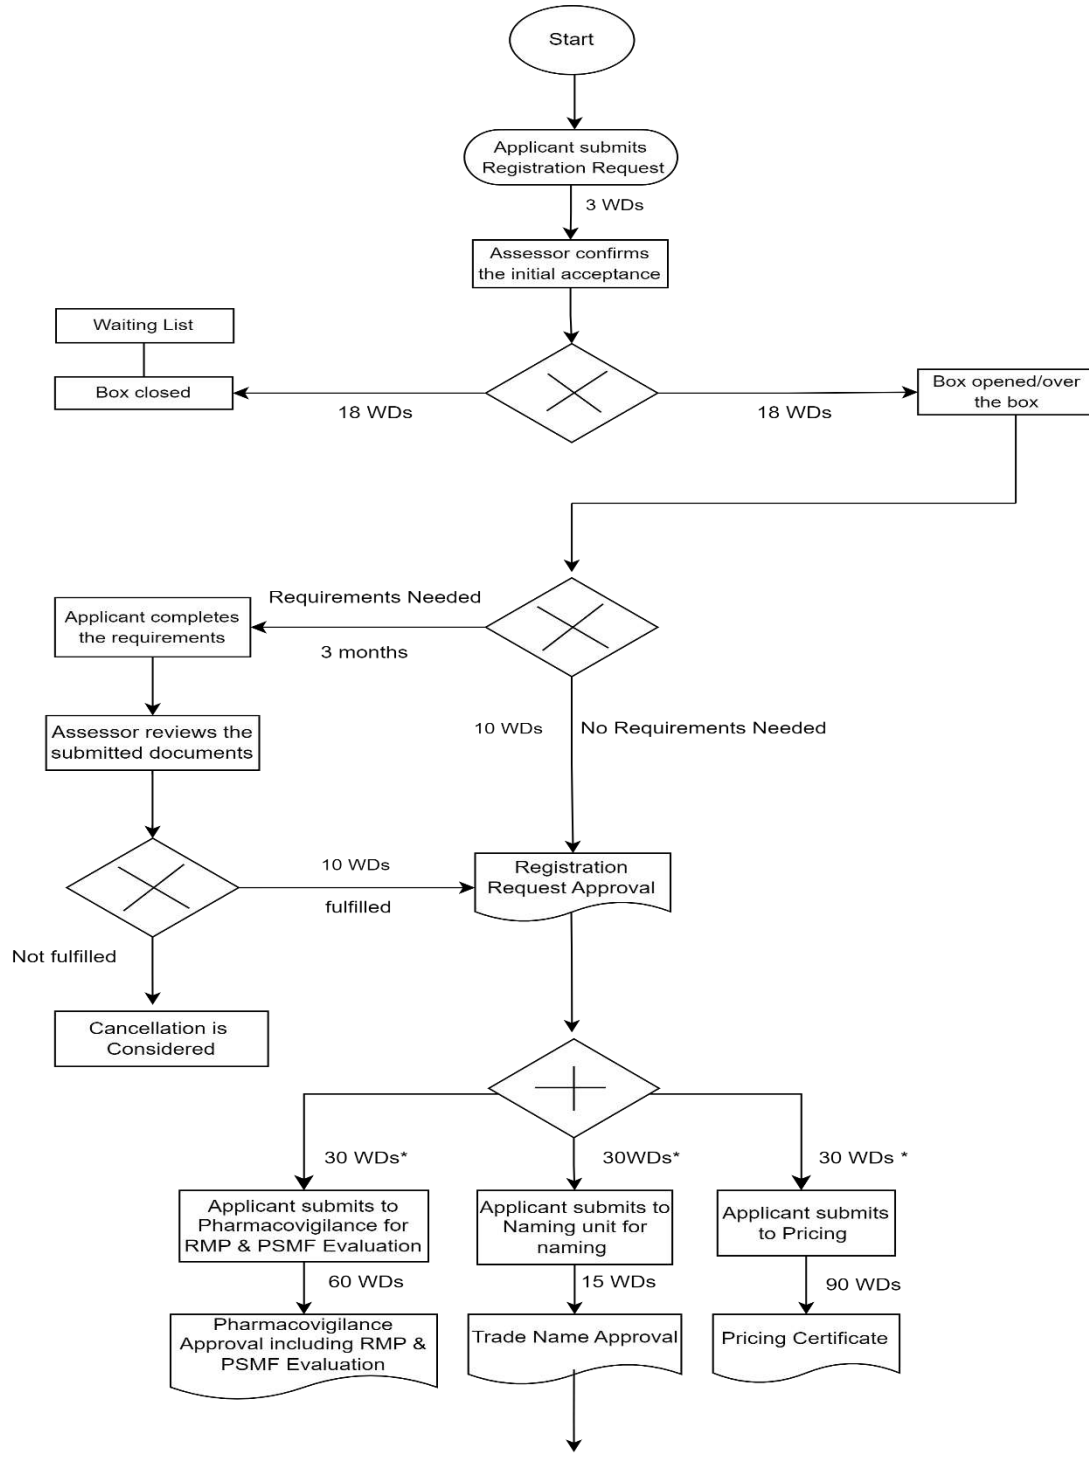 Start
Applicant submits
Registration Request
3 WDs
Assessor confirms
the initial acceptance
Waiting List
Box closed
18 WDs
18 WDs
Box opened/over
the box
Requirements Needed
3 months
Applicant completes
the requirements
10 WDs
No Requirements Needed
Assessor reviews the
submitted documents
10 WDs
fulfilled
Registration
Request Approval
Not fulfilled
Cancellation is
Considered
30 WDs*
30WDs*
30 WDs *
Applicant submits to
Pharmacovigilance for
RMP & PSMF Evaluation
Applicant submits to
Naming unit for
naming
Applicant submits
to Pricing
60 WDs
15 WDs
90 WDs
Pharmacovigilance
Approval including RMP &
PSMF Evaluation
Trade Name Approval
Pricing Certificate